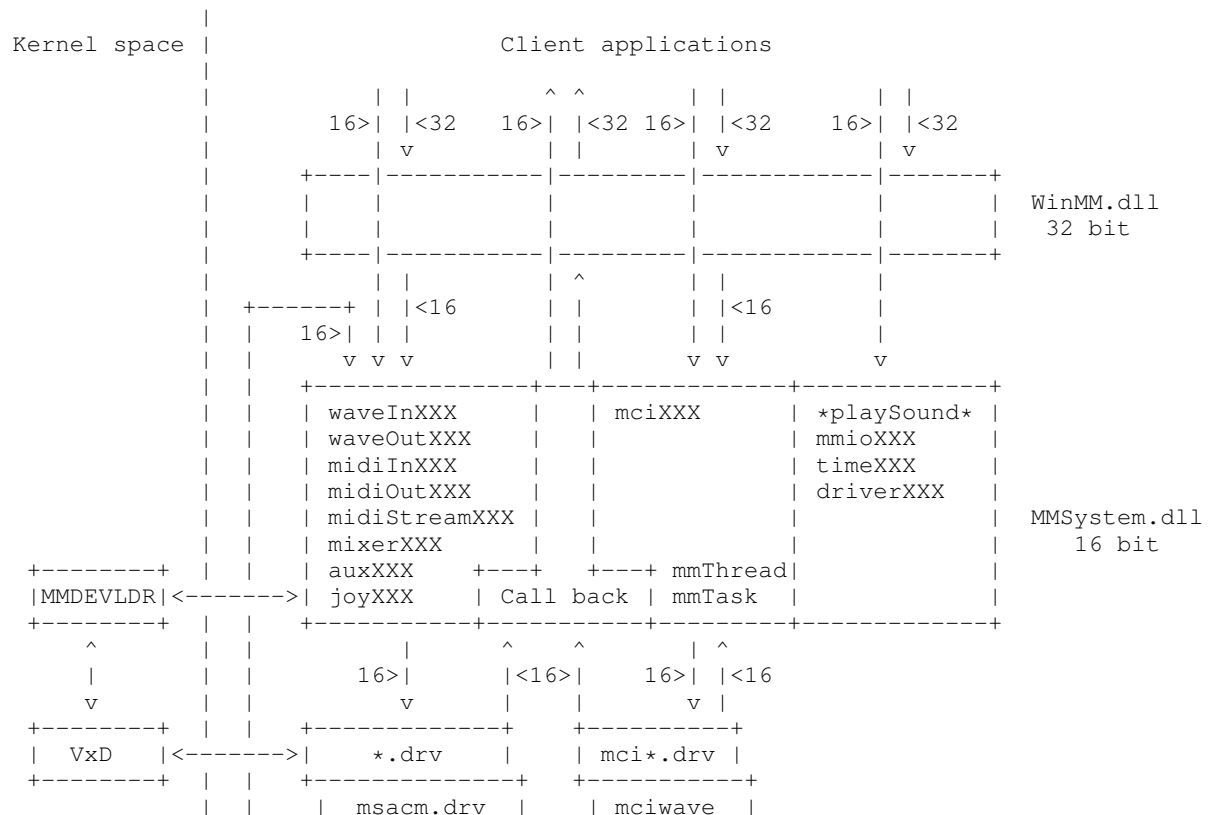 Kernel space | Client applications
16>| |<32 16>| |<32 16>| |<32 16>| |<32
WinMM.dll
32 bit
<16 <16
16>|
waveInXXX mciXXX *playSound*
waveOutXXX mmioXXX
midiInXXX timeXXX
midiOutXXX driverXXX
midiStreamXXX MMSystem.dll
mixerXXX 16 bit
auxXXX mmThread
MMDEVLDR joyXXX Call back mmTask
16>| |<16>| 16>| |<16
VxD *.drv mci*.drv
msacm.drv mciwave